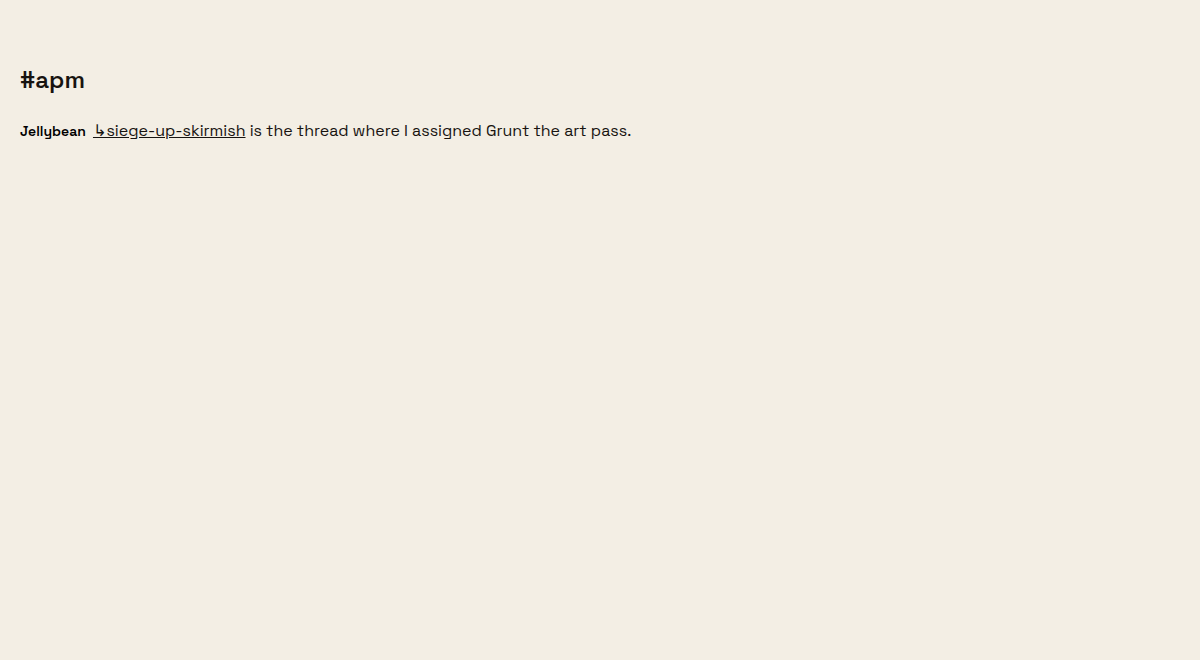 #apm
Jellybean ↳siege-up-skirmish is the thread where I assigned Grunt the art pass.